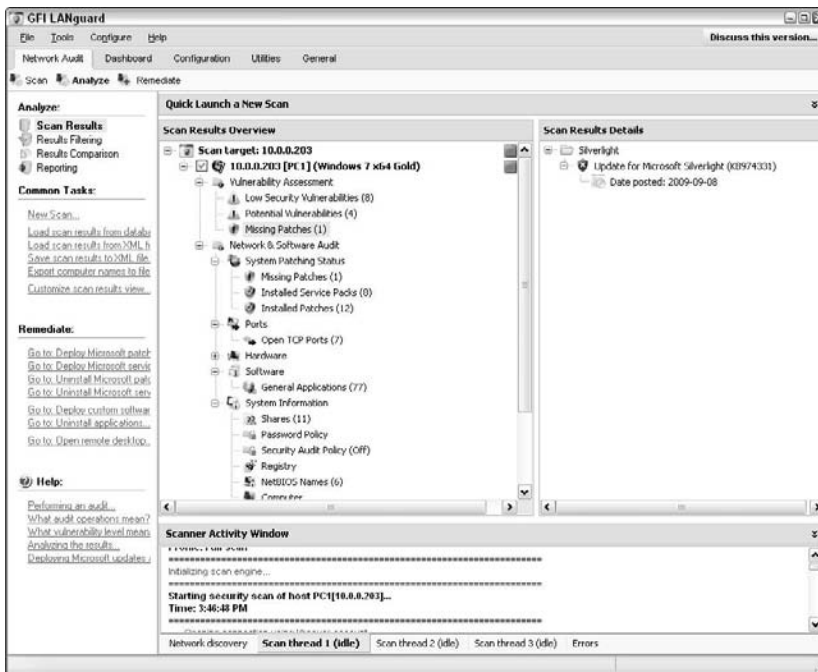 GFI LANguard
File Tools Configure Help
Discuss this version...
Network Audit Dashboard Configuration Utilities General
Scan Analyze Remediate
Analyze:
Scan Results
Results Filtering
Results Comparison
Reporting
Common Tasks:
New Scan...
Load scan results from databa
Load scan results from XML f
Save scan results to XML file.
Export computer names to file
Customize scan results view...
Remediate:
Go to: Deploy Microsoft patch
Go to: Deploy Microsoft servic
Go to: Uninstall Microsoft patc
Go to: Uninstall Microsoft serv
Go to: Deploy custom softwar
Go to: Uninstall applications...
Go to: Open remote desktop..
Help:
Performing an audit...
What audit operations mean?
What vulnerability level mean
Analyzing the results...
Deploying Microsoft updates
Quick Launch a New Scan
Scan Results Overview
Scan target: 10.0.0.203
10.0.0.203 [PC1] (Windows 7 x64 Gold)
Vulnerability Assessment
Low Security Vulnerabilities (8)
Potential Vulnerabilities (4)
Missing Patches (1)
Network & Software Audit
System Patching Status
Missing Patches (1)
Installed Service Packs (8)
Installed Patches (12)
Ports
Open TCP Ports (7)
Hardware
Software
General Applications (77)
System Information
Shares (11)
Password Policy
Security Audit Policy (Off)
Registry
NetBIOS Names (6)
Computer
Scan Results Details
Silverlight
Update for Microsoft Silverlight (KB974331)
Date posted: 2009-09-08
Scanner Activity Window
Profile: Full Scan
Initializing scan engine...
Starting security scan of host PC1[10.0.0.203]...
Time: 3:46:48 PM
Network discovery Scan thread 1 (idle) Scan thread 2 (idle) Scan thread 3 (idle) Errors